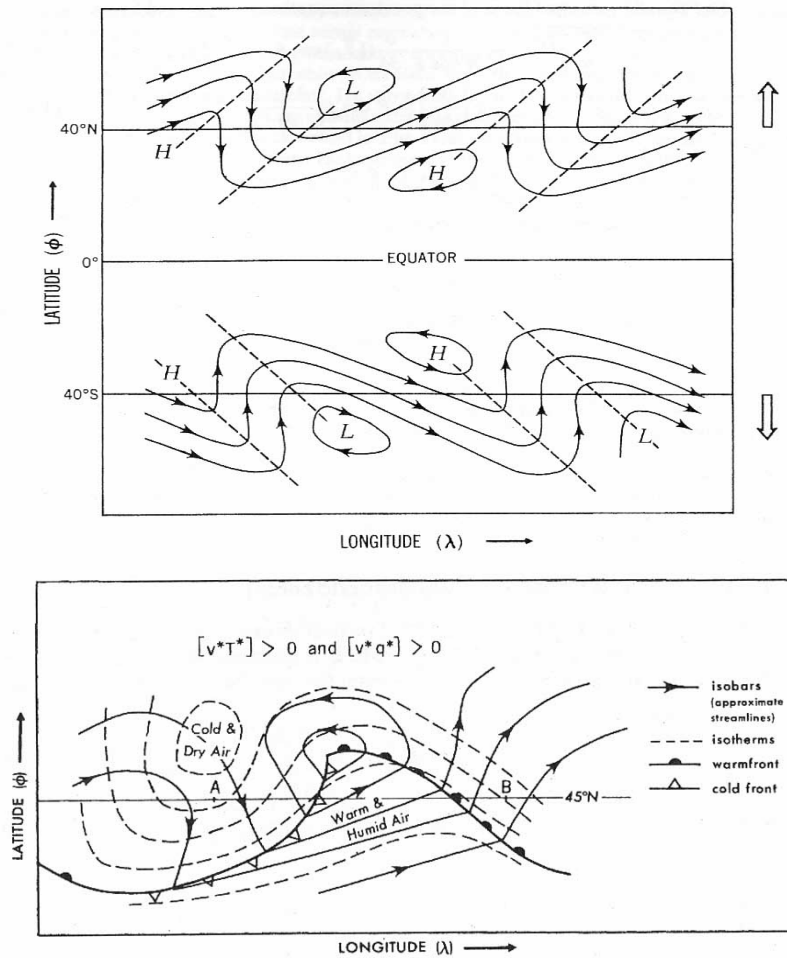 L
40°N
H
H
LATITUDE (ϕ)
0°
EQUATOR
H
H
40°S
L
L
LONGITUDE (λ)
[v*T*] > 0 and [v*q*] > 0
Cold &
Dry Air
A
Warm &
Humid Air
B
45°N
isobars
(approximate
streamlines)
isotherms
warmfront
cold front
LATITUDE (ϕ)
LONGITUDE (λ)